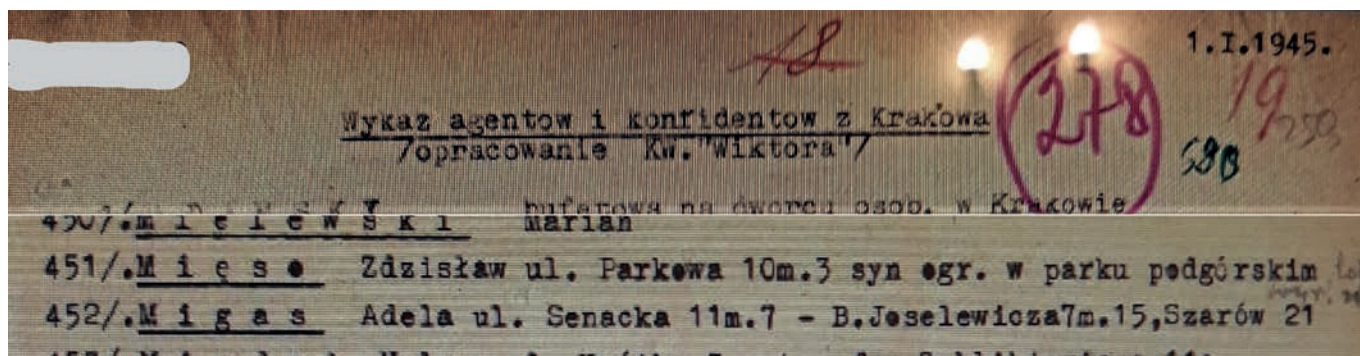 18.
1.I.1945.
278
19
Wykaz agentow i konfidentow z Krakowa
/opracowanie Kw."Wiktora"/
bufetowa na dworcu osob. w Krakowie
450/. M i e l e w s k i Marian
451/.M i ę s o Zdzisław ul. Parkowa 10m.3 syn ogr. w parku podgórskim
452/.M i g a s Adela ul. Senacka 11m.7 - B.Joselewicza7m.15,Szarów 21